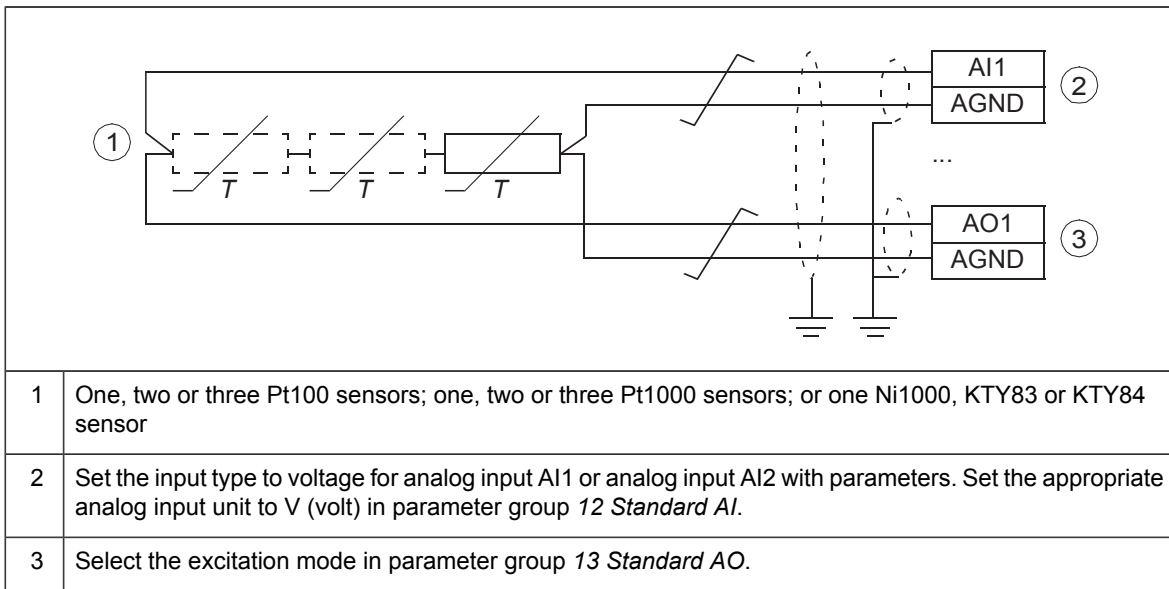 AI1
2
AGND
1
...
T T T
AO1
3
AGND
1 One, two or three Pt100 sensors; one, two or three Pt1000 sensors; or one Ni1000, KTY83 or KTY84
sensor
2 Set the input type to voltage for analog input AI1 or analog input AI2 with parameters. Set the appropriate
analog input unit to V (volt) in parameter group 12 Standard AI.
3 Select the excitation mode in parameter group 13 Standard AO.